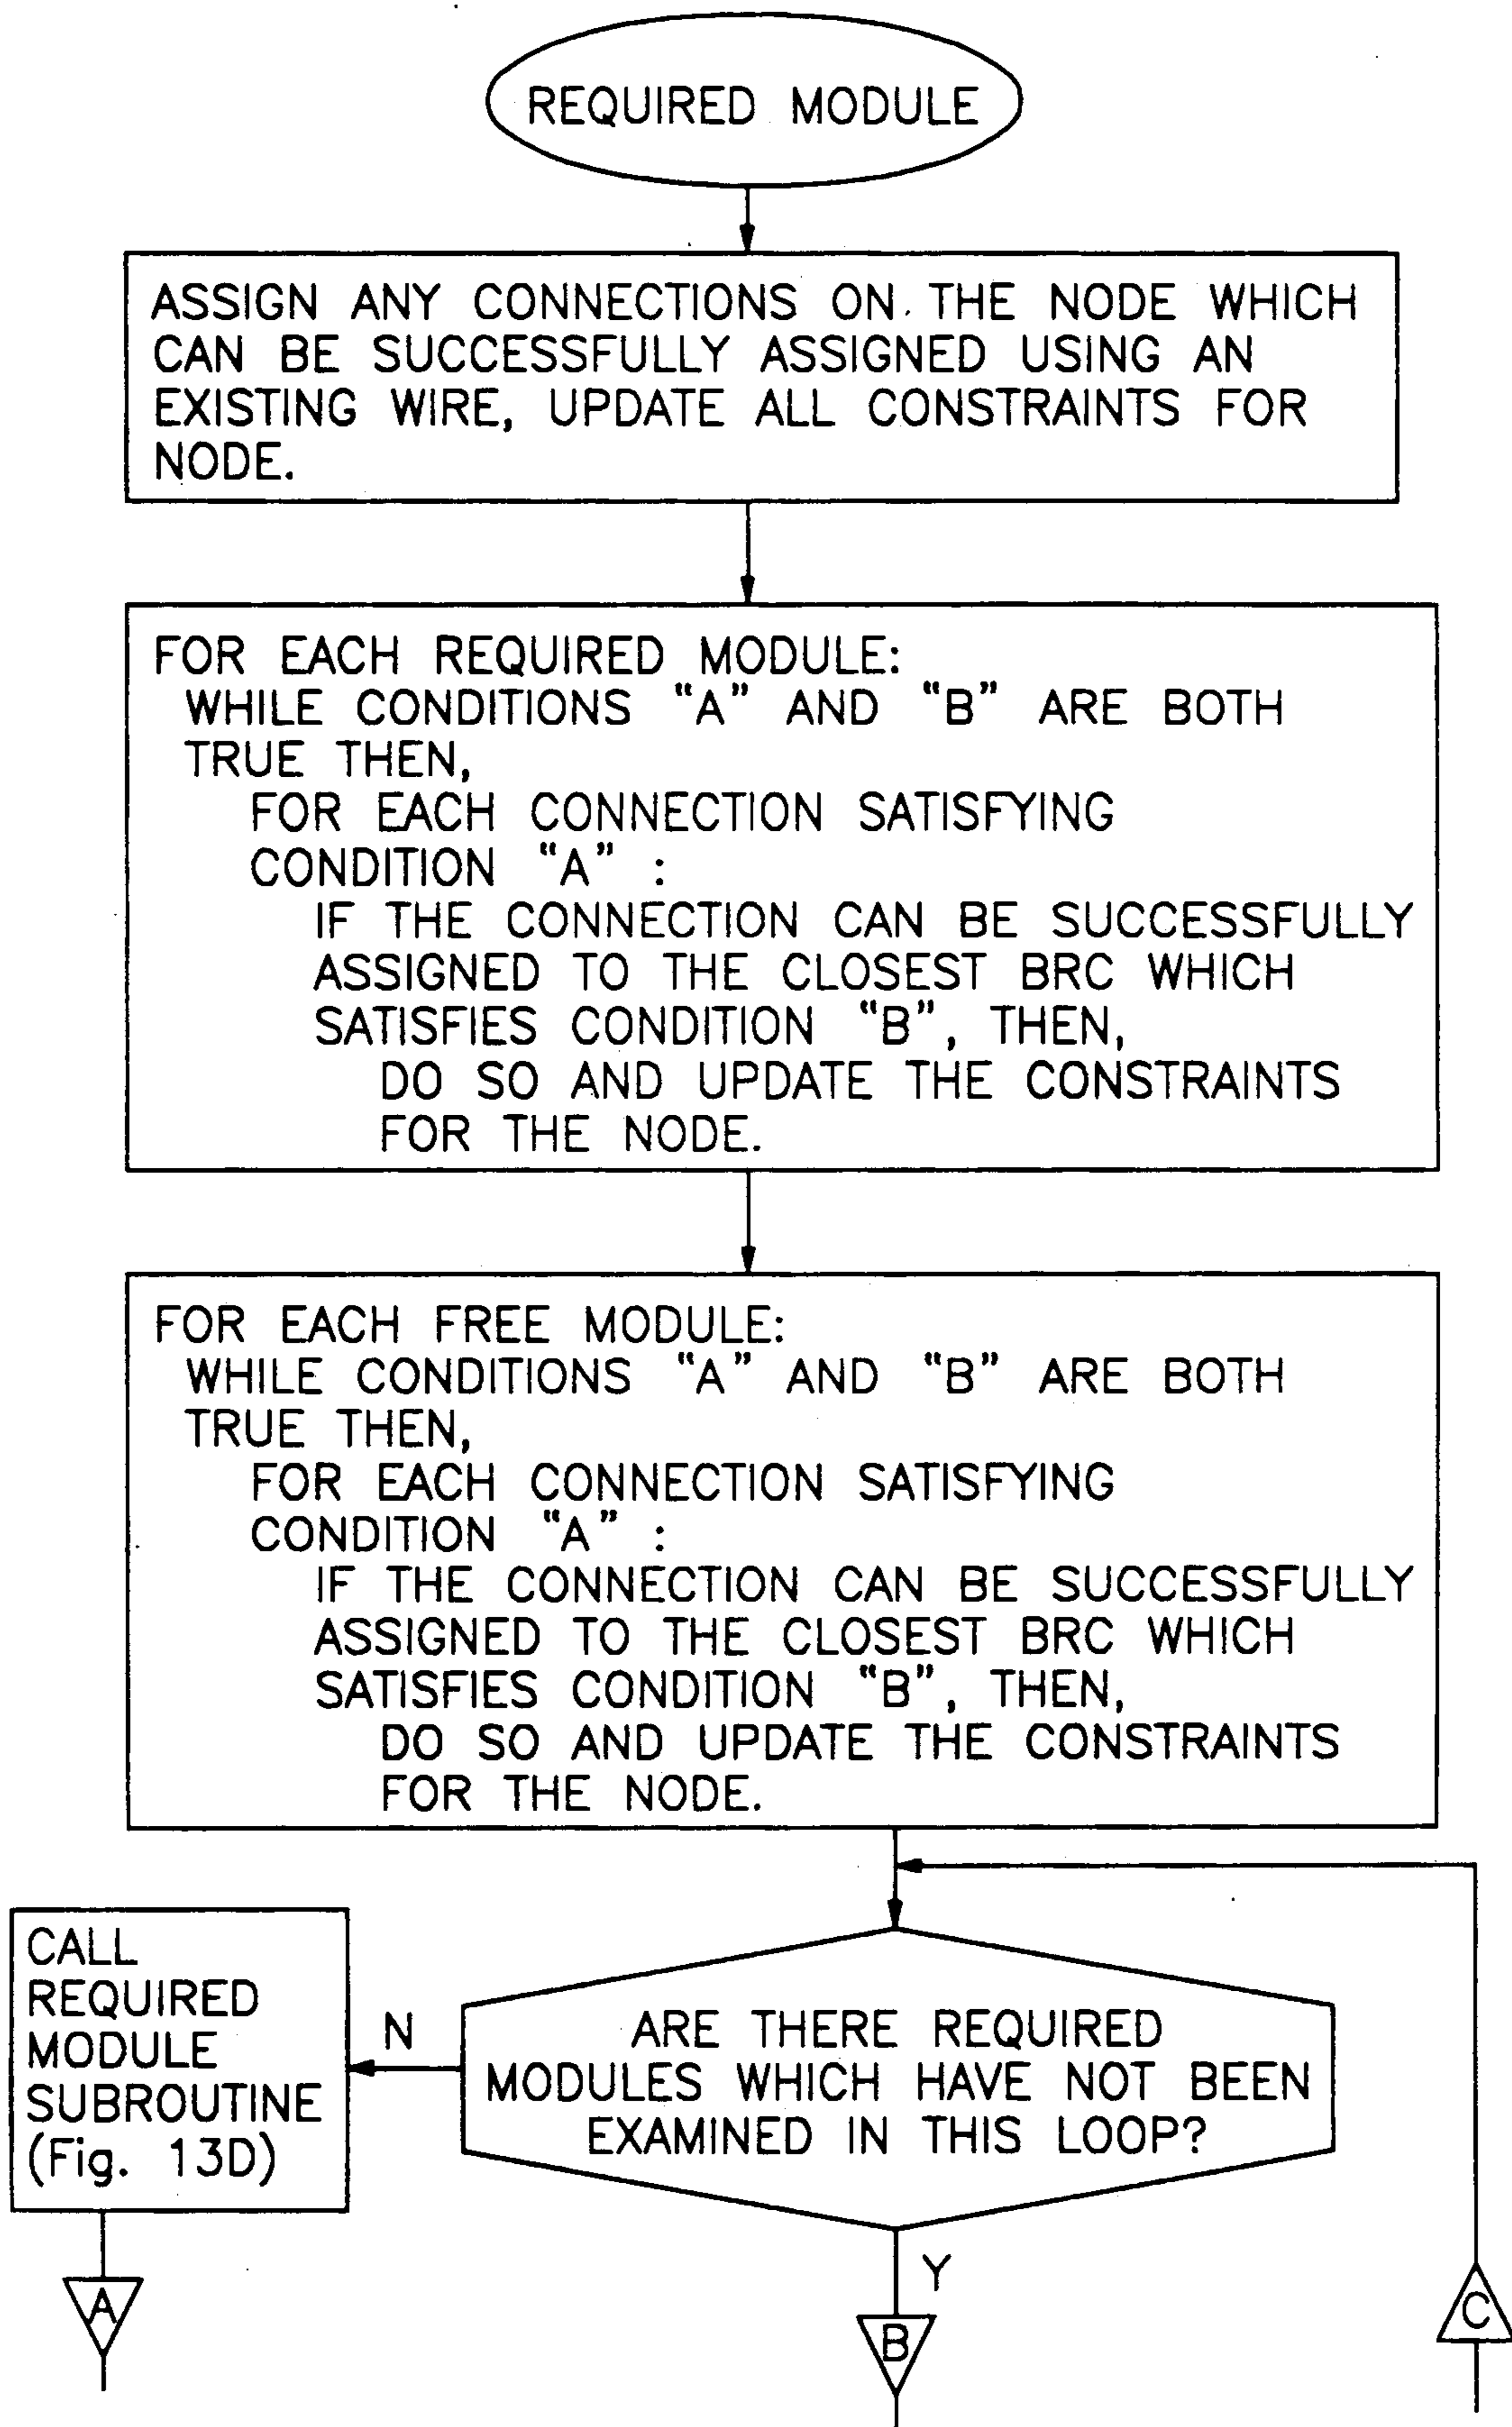 REQUIRED MODULE
ASSIGN ANY CONNECTIONS ON THE NODE WHICH
CAN BE SUCCESSFULLY ASSIGNED USING AN
EXISTING WIRE, UPDATE ALL CONSTRAINTS FOR
NODE.
FOR EACH REQUIRED MODULE:
WHILE CONDITIONS "A" AND "B" ARE BOTH
TRUE THEN,
FOR EACH CONNECTION SATISFYING
CONDITION "A" :
IF THE CONNECTION CAN BE SUCCESSFULLY
ASSIGNED TO THE CLOSEST BRC WHICH
SATISFIES CONDITION "B", THEN,
DO SO AND UPDATE THE CONSTRAINTS
FOR THE NODE.
FOR EACH FREE MODULE:
WHILE CONDITIONS "A" AND "B" ARE BOTH
TRUE THEN,
FOR EACH CONNECTION SATISFYING
CONDITION "A" :
IF THE CONNECTION CAN BE SUCCESSFULLY
ASSIGNED TO THE CLOSEST BRC WHICH
SATISFIES CONDITION "B", THEN,
DO SO AND UPDATE THE CONSTRAINTS
FOR THE NODE.
CALL
REQUIRED
MODULE
SUBROUTINE
(Fig. 13D)
N
ARE THERE REQUIRED
MODULES WHICH HAVE NOT BEEN
EXAMINED IN THIS LOOP?
Y
A
B
C